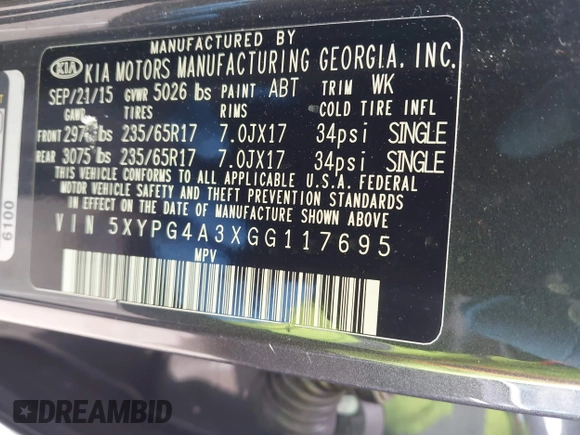 MANUFACTURED BY
KIA KIA MOTORS MANUFACTURING GEORGIA, INC.
SEP/21/15 GVWR 5026 lbs PAINT ABT TRIM WK
GAWR TIRES RIMS COLD TIRE INFL
FRONT lbs 235/65R17 7.0JX17 34psi SINGLE
REAR 3075 lbs 235/65R17 7.0JX17 34psi SINGLE
THIS VEHICLE CONFORMS TO ALL APPLICABLE U.S.A. FEDERAL
MOTOR VEHICLE SAFETY AND THEFT PREVENTION STANDARDS
IN EFFECT ON THE DATE OF MANUFACTURE SHOWN ABOVE
VIN 5XYPG4A3XGG117695
MPV
6100
DREAMBID